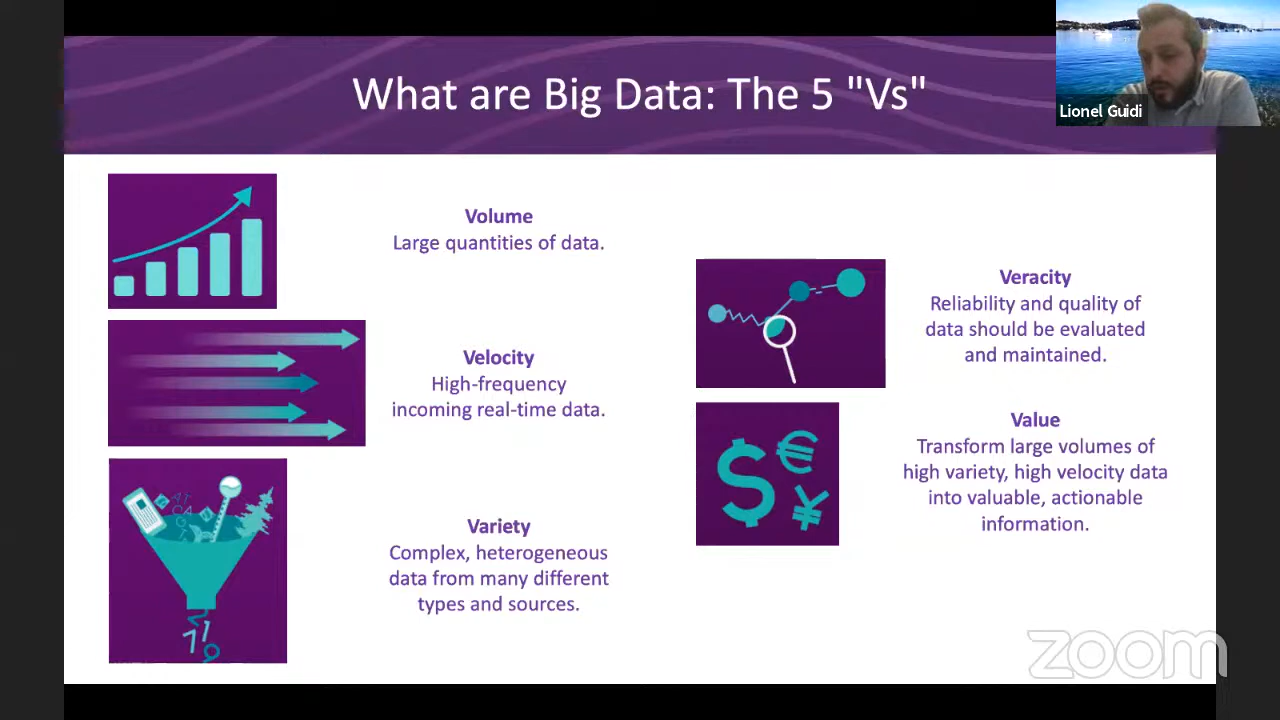 What are Big Data: The 5 "Vs"
Lionel Guidi
Volume
Large quantities of data.
Velocity
High-frequency
incoming real-time data.
Variety
Complex, heterogeneous
data from many different
types and sources.
Veracity
Reliability and quality of
data should be evaluated
and maintained.
Value
Transform large volumes of
high variety, high velocity data
into valuable, actionable
information.
$ € ¥
zoom